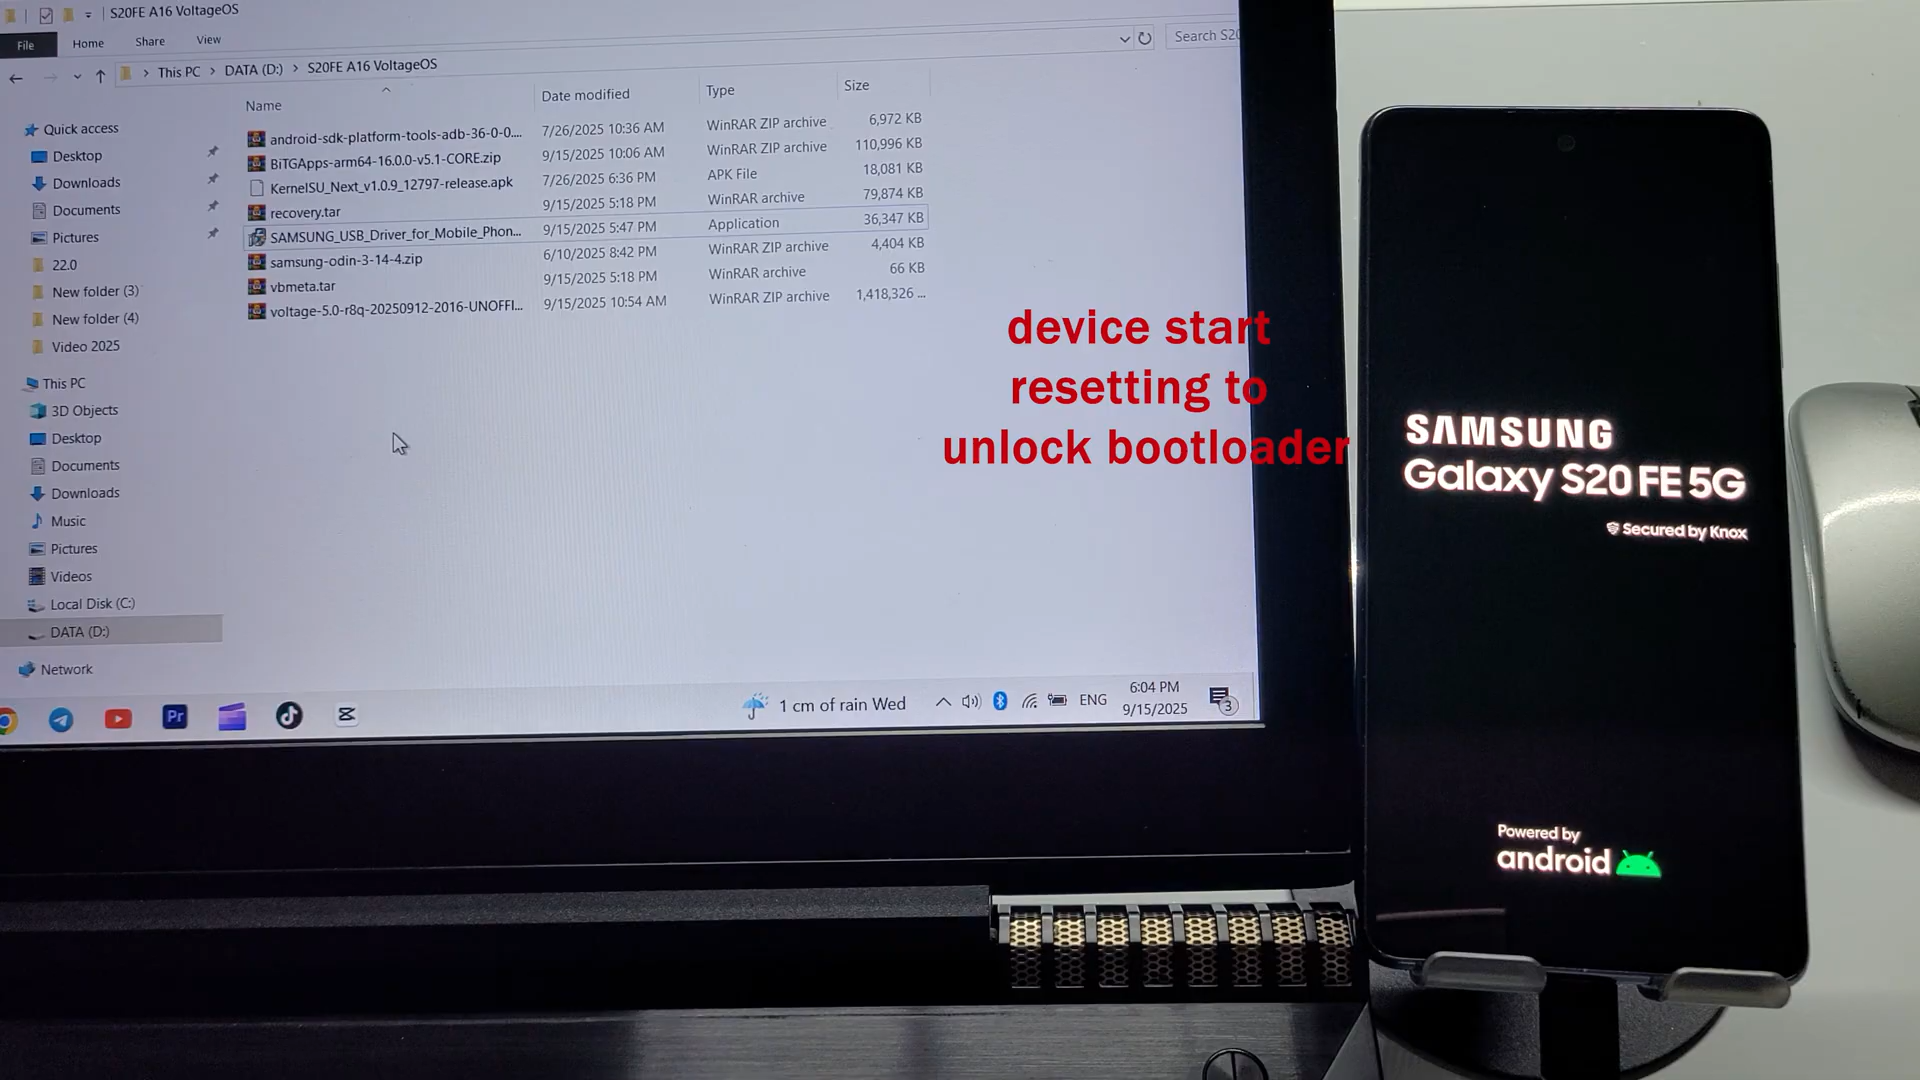 S20FE A16 VoltageOS
File Home Share View
This PC > DATA (D:) > S20FE A16 VoltageOS
Search S20
Name Date modified Type Size
android-sdk-platform-tools-adb-36-0-0.... 7/26/2025 10:36 AM WinRAR ZIP archive 6,972 KB
BiTGApps-arm64-16.0.0-v5.1-CORE.zip 9/15/2025 10:06 AM WinRAR ZIP archive 110,996 KB
KernelSU_Next_v1.0.9_12797-release.apk 7/26/2025 6:36 PM APK File 18,081 KB
recovery.tar 9/15/2025 5:18 PM WinRAR archive 79,874 KB
SAMSUNG_USB_Driver_for_Mobile_Phon... 9/15/2025 5:47 PM Application 36,347 KB
samsung-odin-3-14-4.zip 6/10/2025 8:42 PM WinRAR ZIP archive 4,404 KB
vbmeta.tar 9/15/2025 5:18 PM WinRAR archive 66 KB
voltage-5.0-r8q-20250912-2016-UNOFFI... 9/15/2025 10:54 AM WinRAR ZIP archive 1,418,326 ...
Quick access
Desktop
Downloads
Documents
Pictures
22.0
New folder (3)
New folder (4)
Video 2025
This PC
3D Objects
Desktop
Documents
Downloads
Music
Pictures
Videos
Local Disk (C:)
DATA (D:)
Network
device start
resetting to
unlock bootloader
Pr
1 cm of rain Wed
ENG
6:04 PM
9/15/2025
3
SAMSUNG
Galaxy S20 FE 5G
Secured by Knox
Powered by
android